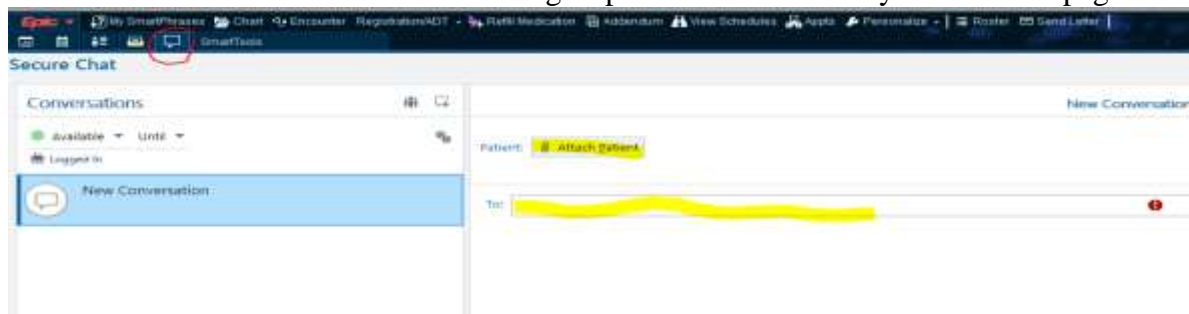 Epic My SmartPhrases Chart Encounter Registration/ADT Refill Medication Addendum View Schedules Appts Personalize Roster Send Letter
SmartTools
Secure Chat
Conversations
New Conversation
Available Until
Logged In
Patient: Attach Patient
New Conversation
To: